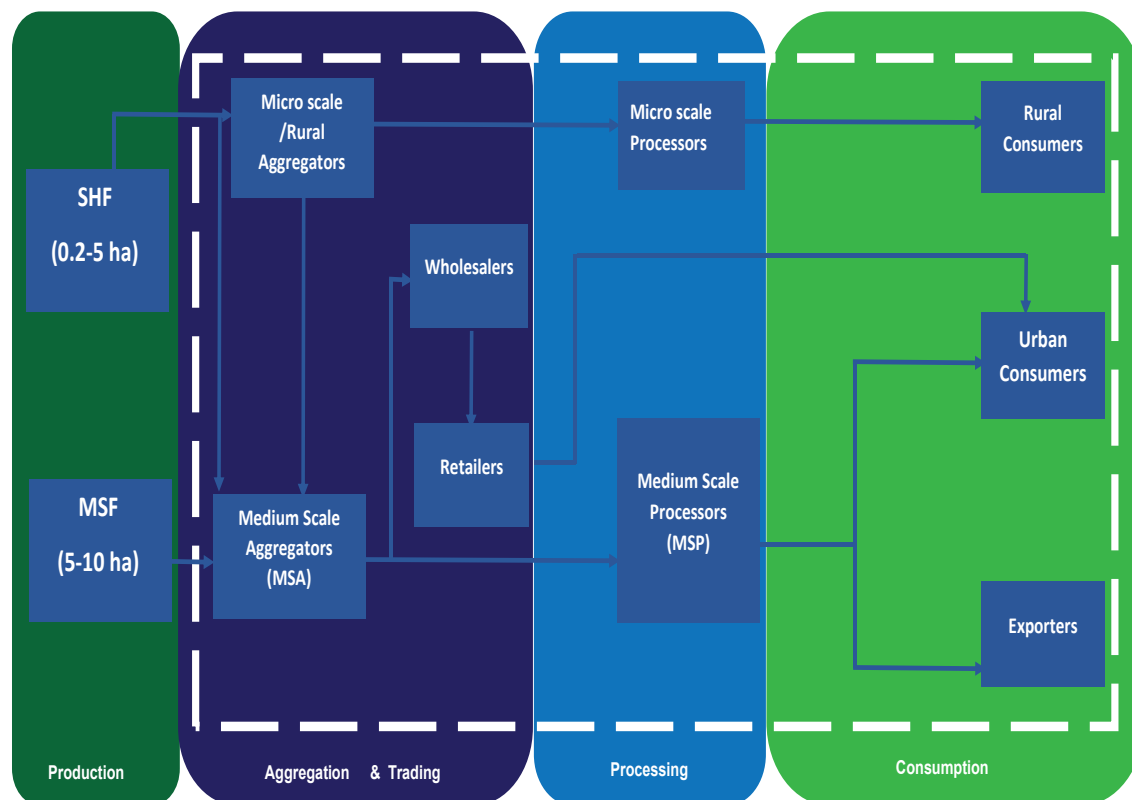 SHF
(0.2-5 ha)
MSF
(5-10 ha)
Micro scale
/Rural
Aggregators
Wholesalers
Retailers
Medium Scale
Aggregators
(MSA)
Micro scale
Processors
Medium Scale
Processors
(MSP)
Rural
Consumers
Urban
Consumers
Exporters
Production
Aggregation & Trading
Processing
Consumption